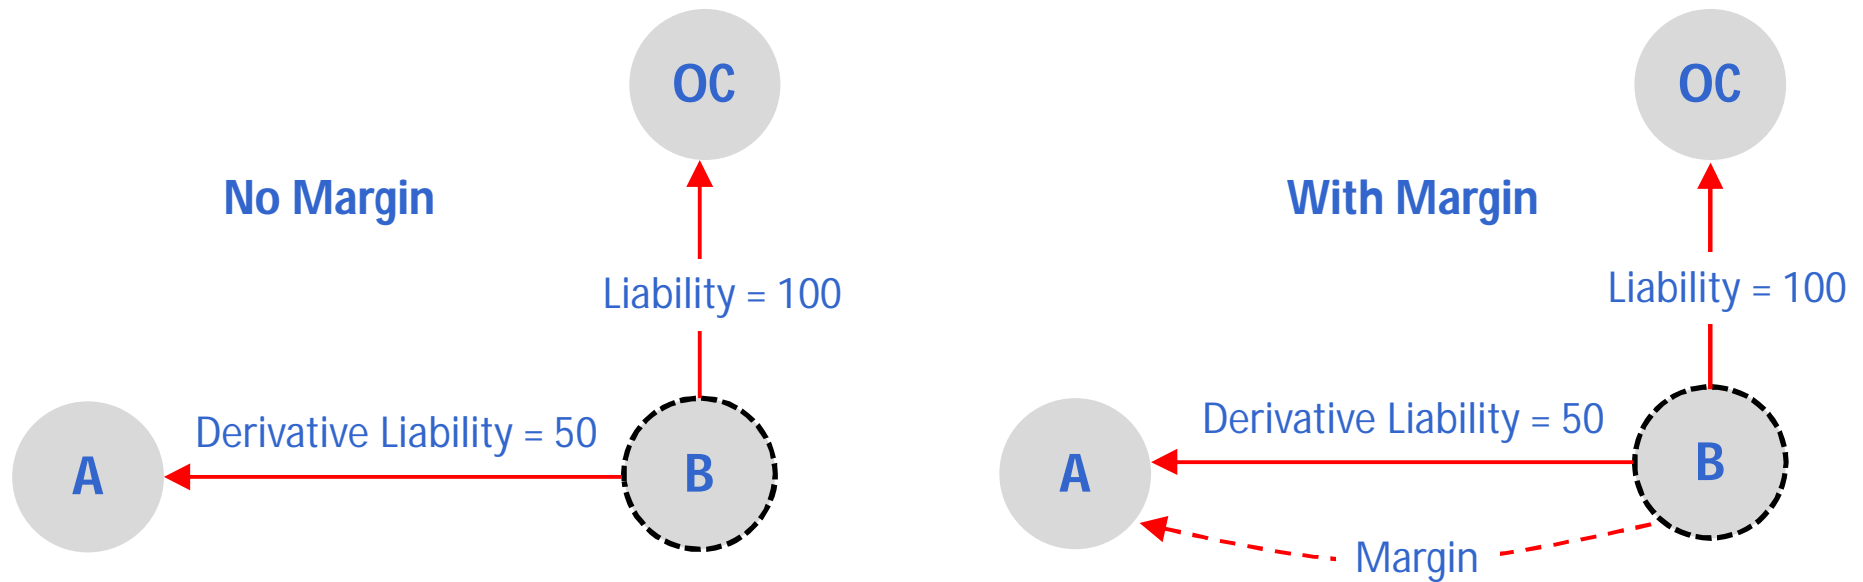 OC
No Margin
Liability = 100
Derivative Liability = 50
A
B
OC
With Margin
Liability = 100
Derivative Liability = 50
A
B
Margin